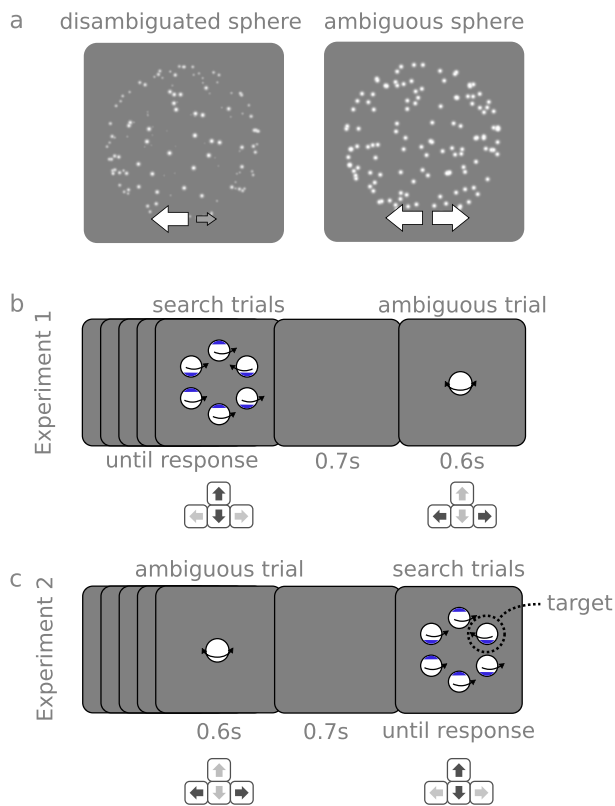 a
disambiguated sphere
ambiguous sphere
b
search trials
ambiguous trial
Experiment 1
until response
0.7s
0.6s
c
ambiguous trial
search trials
Experiment 2
target
0.6s
0.7s
until response